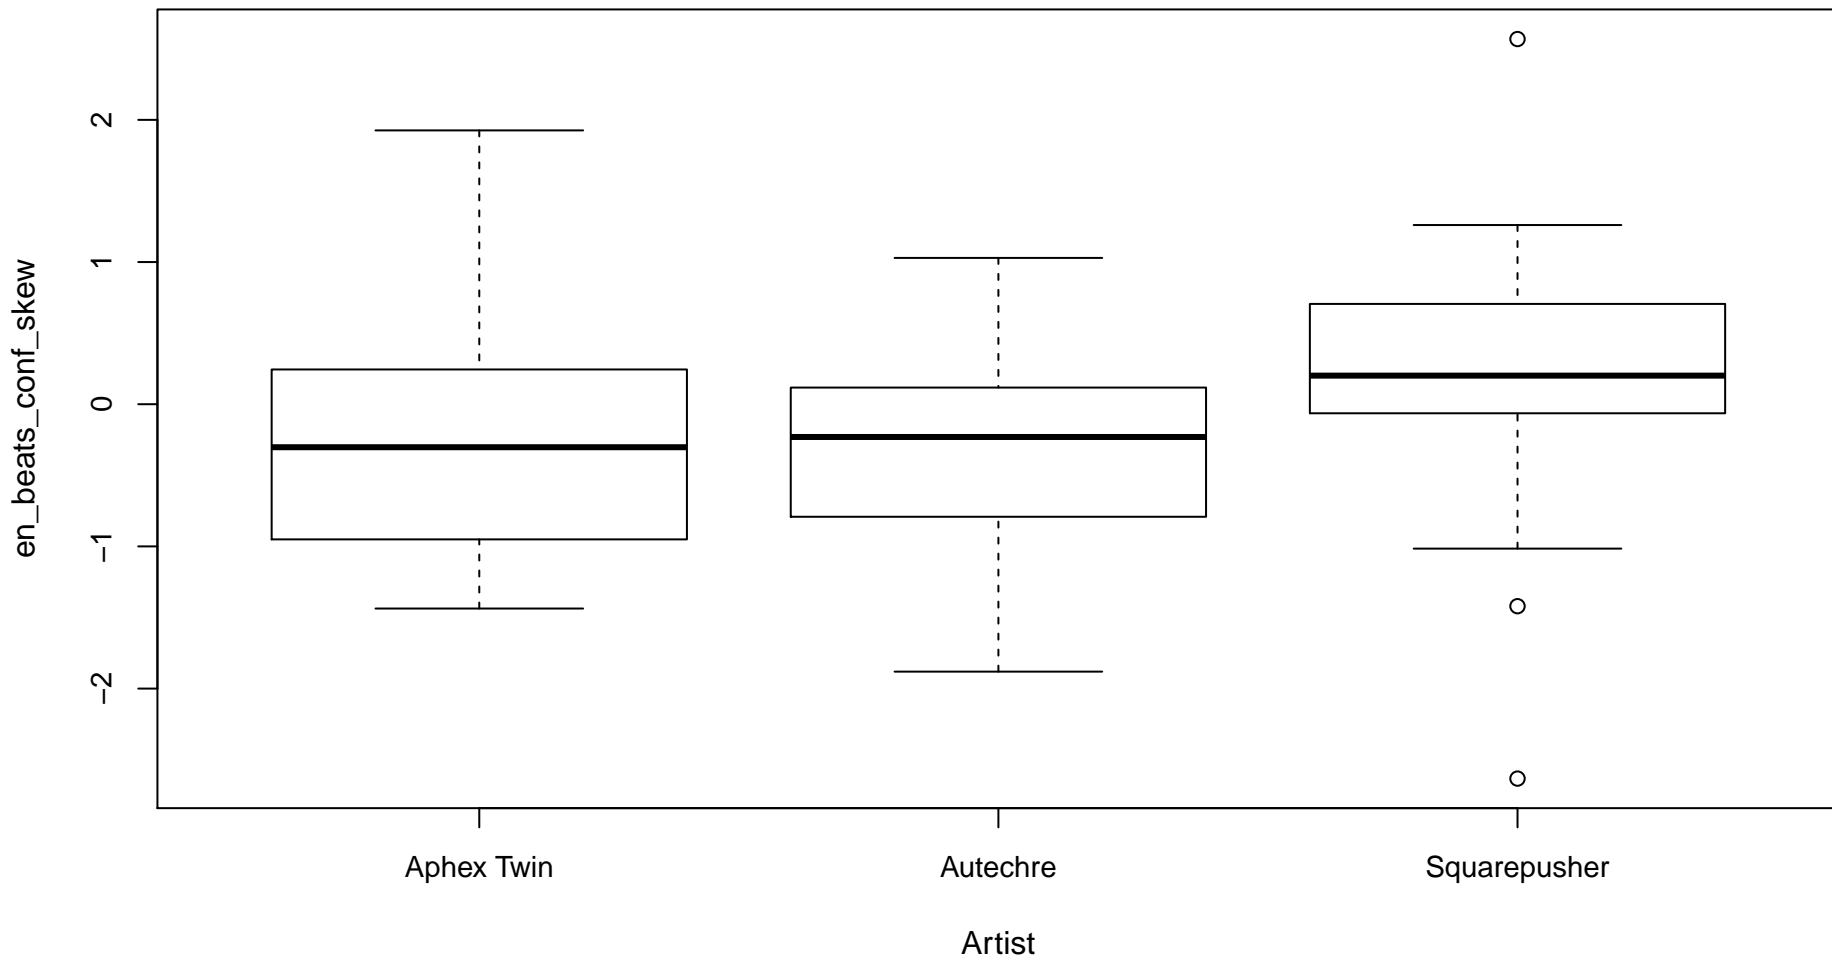 en_beats_conf_skew
2
1
0
−1
−2
Aphex Twin Autechre Squarepusher
Artist